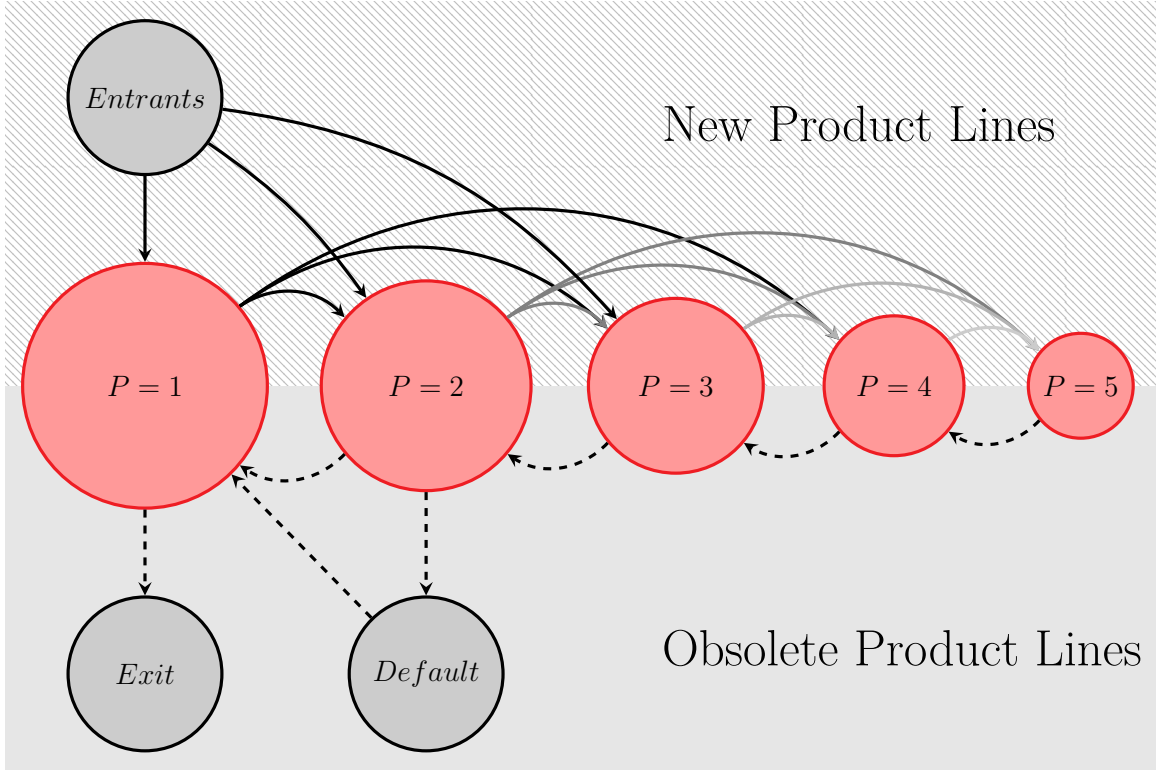 Entrants
New Product Lines
P = 1
P = 2
P = 3
P = 4
P = 5
Exit
Default
Obsolete Product Lines